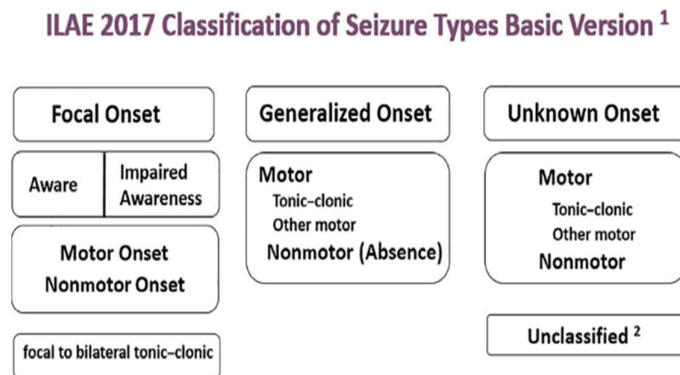 ILAE 2017 Classification of Seizure Types Basic Version ¹
Focal Onset
Aware
Impaired
Awareness
Motor Onset
Nonmotor Onset
focal to bilateral tonic–clonic
Generalized Onset
Motor
Tonic–clonic
Other motor
Nonmotor (Absence)
Unknown Onset
Motor
Tonic–clonic
Other motor
Nonmotor
Unclassified ²